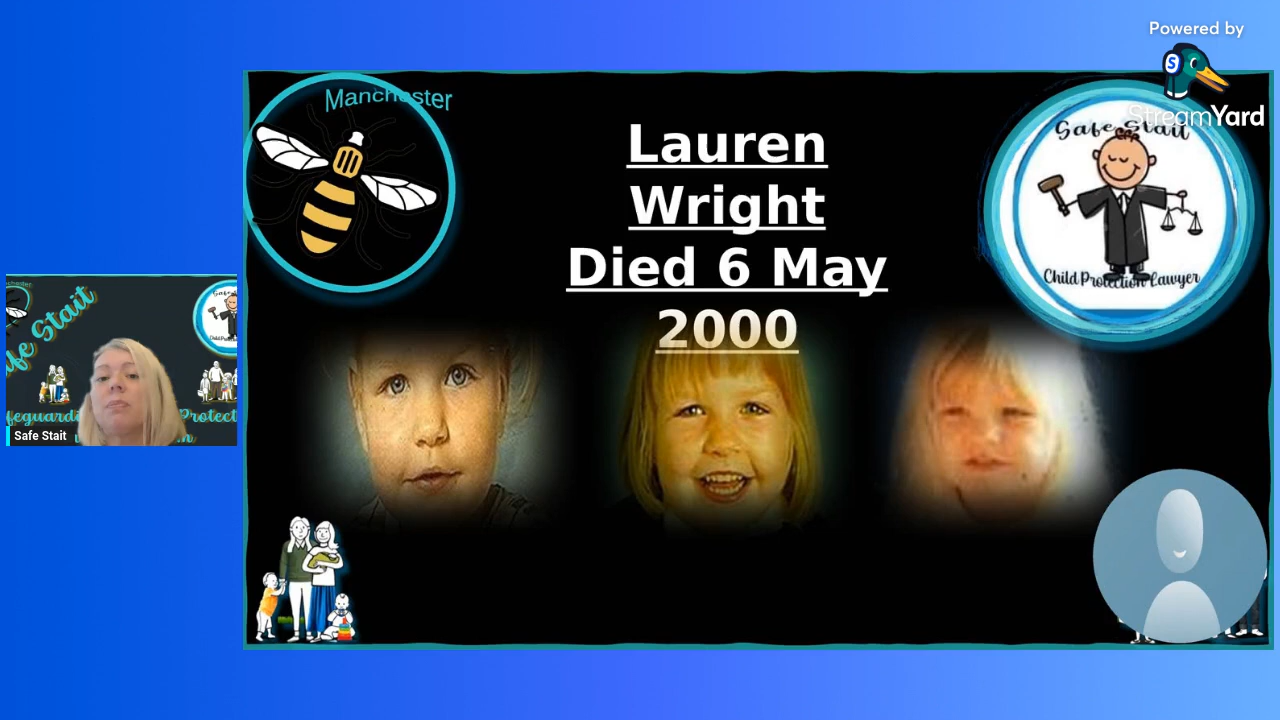 Powered by
StreamYard
Manchester
Lauren
Wright
Died 6 May
2000
Safe Stait
Child Protection Lawyer
Safe Stait